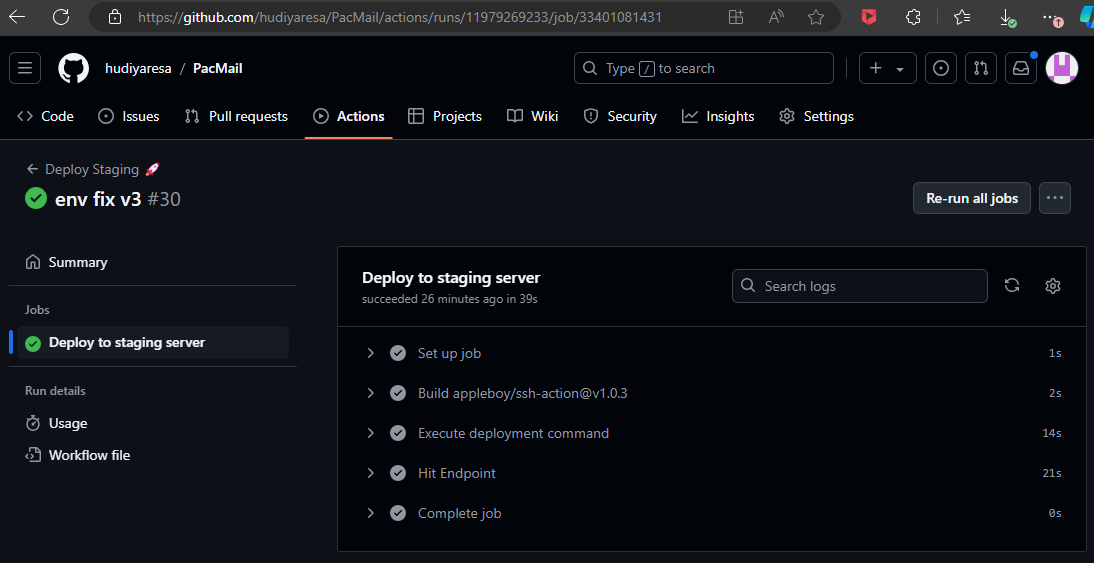 https://github.com/hudiyaresa/PacMail/actions/runs/11979269233/job/33401081431
hudiyaresa / PacMail
Type / to search
Code Issues Pull requests Actions Projects Wiki Security Insights Settings
← Deploy Staging 🚀
env fix v3 #30
Re-run all jobs
Summary
Jobs
Deploy to staging server
Run details
Usage
Workflow file
Deploy to staging server
succeeded 26 minutes ago in 39s
Search logs
Set up job 1s
Build appleboy/ssh-action@v1.0.3 2s
Execute deployment command 14s
Hit Endpoint 21s
Complete job 0s